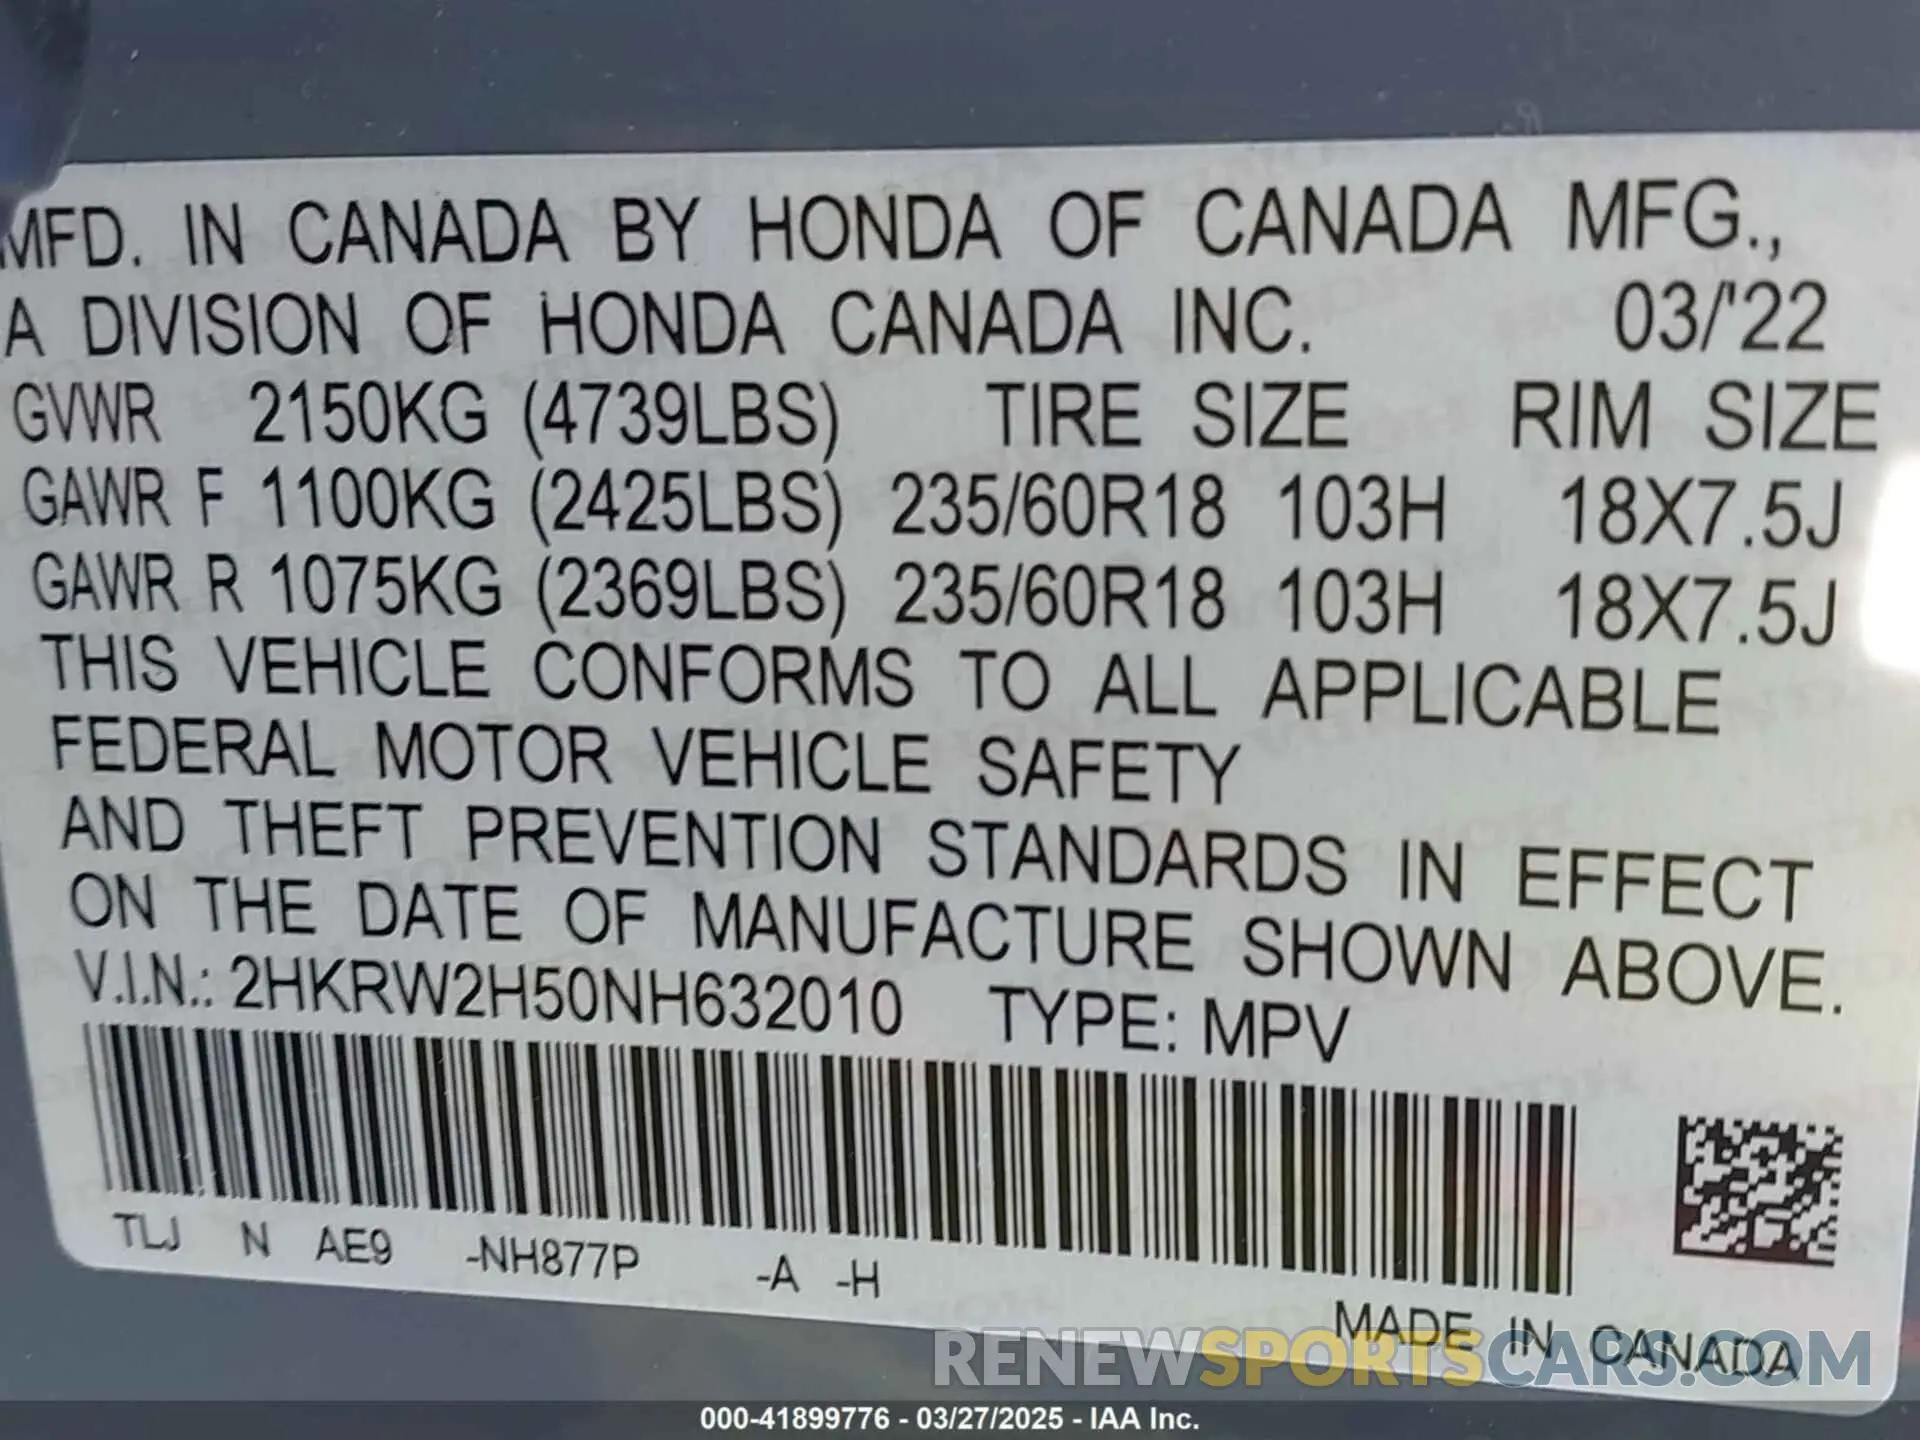 MFD. IN CANADA BY HONDA OF CANADA MFG.,
A DIVISION OF HONDA CANADA INC. 03/'22
GVWR 2150KG (4739LBS) TIRE SIZE RIM SIZE
GAWR F 1100KG (2425LBS) 235/60R18 103H 18X7.5J
GAWR R 1075KG (2369LBS) 235/60R18 103H 18X7.5J
THIS VEHICLE CONFORMS TO ALL APPLICABLE
FEDERAL MOTOR VEHICLE SAFETY
AND THEFT PREVENTION STANDARDS IN EFFECT
ON THE DATE OF MANUFACTURE SHOWN ABOVE.
V.I.N.: 2HKRW2H50NH632010 TYPE: MPV
TLJ N AE9 -NH877P -A -H
MADE IN CANADA
RENEWSPORTSCARS.COM
000-41899776 - 03/27/2025 - IAA Inc.